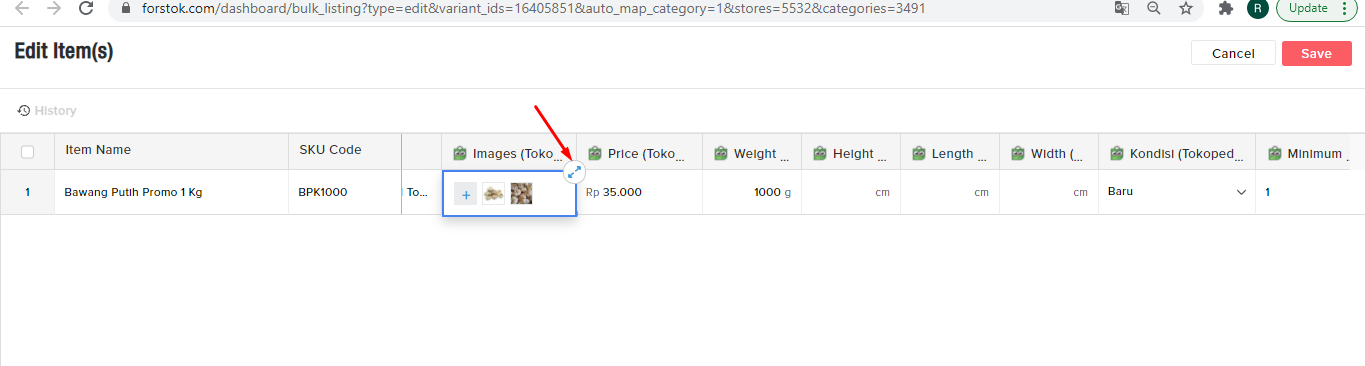 forstok.com/dashboard/bulk_listing?type=edit&variant_ids=16405851&auto_map_category=1&stores=5532&categories=3491
R
Update
Edit Item(s)
Cancel
Save
History
Item Name
SKU Code
Images (Toko...
Price (Toko...
Weight ...
Height ...
Length ...
Width (...
Kondisi (Tokoped...
Minimum
1
Bawang Putih Promo 1 Kg
BPK1000
To...
+
Rp 35.000
1000 g
cm
cm
cm
Baru
1